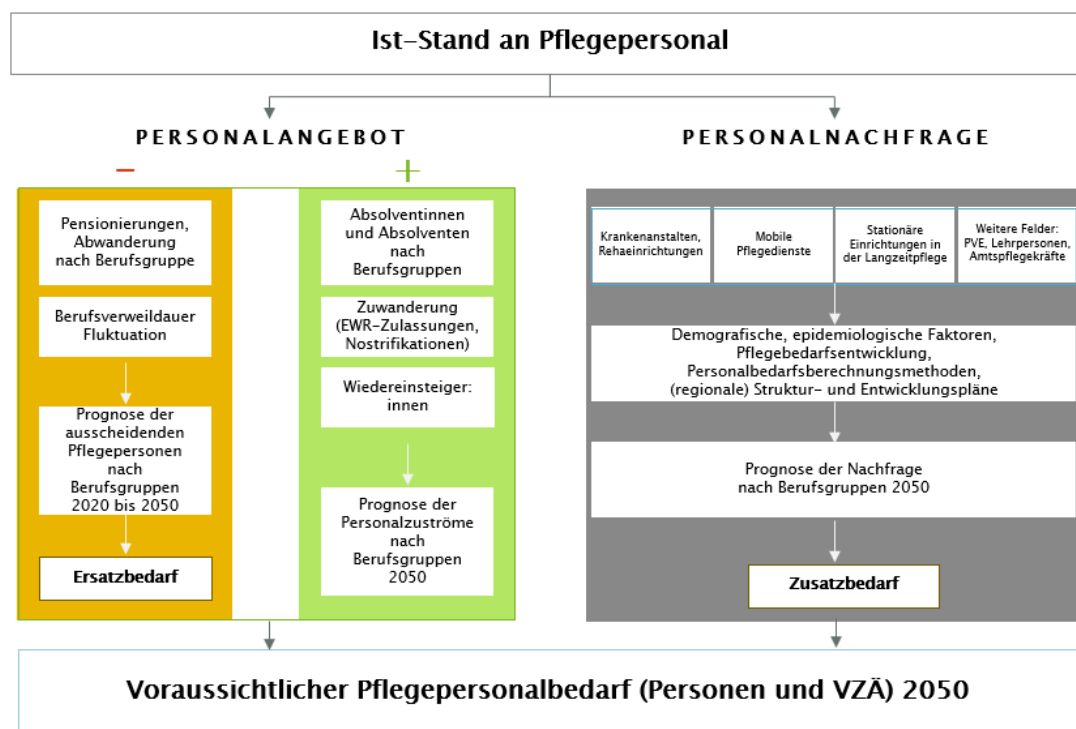 Ist-Stand an Pflegepersonal
PERSONALANGEBOT
PERSONALNACHFRAGE
–
+
Pensionierungen,
Abwanderung
nach Berufsgruppe
Berufsverweildauer
Fluktuation
Prognose der
ausscheidenden
Pflegepersonen
nach
Berufsgruppen
2020 bis 2050
Ersatzbedarf
Absolventinnen
und Absolventen
nach
Berufsgruppen
Zuwanderung
(EWR-Zulassungen,
Nostrifikationen)
Wiedereinsteiger:
innen
Prognose der
Personalzuströme
nach
Berufsgruppen
2050
Krankenanstalten,
Rehaeinrichtungen
Mobile
Pflegedienste
Stationäre
Einrichtungen in
der Langzeitpflege
Weitere Felder:
PVE, Lehrpersonen,
Amtspflegekräfte
Demografische, epidemiologische Faktoren,
Pflegebedarfsentwicklung,
Personalbedarfsberechnungsmethoden,
(regionale) Struktur- und Entwicklungspläne
Prognose der Nachfrage
nach Berufsgruppen 2050
Zusatzbedarf
Voraussichtlicher Pflegepersonalbedarf (Personen und VZÄ) 2050